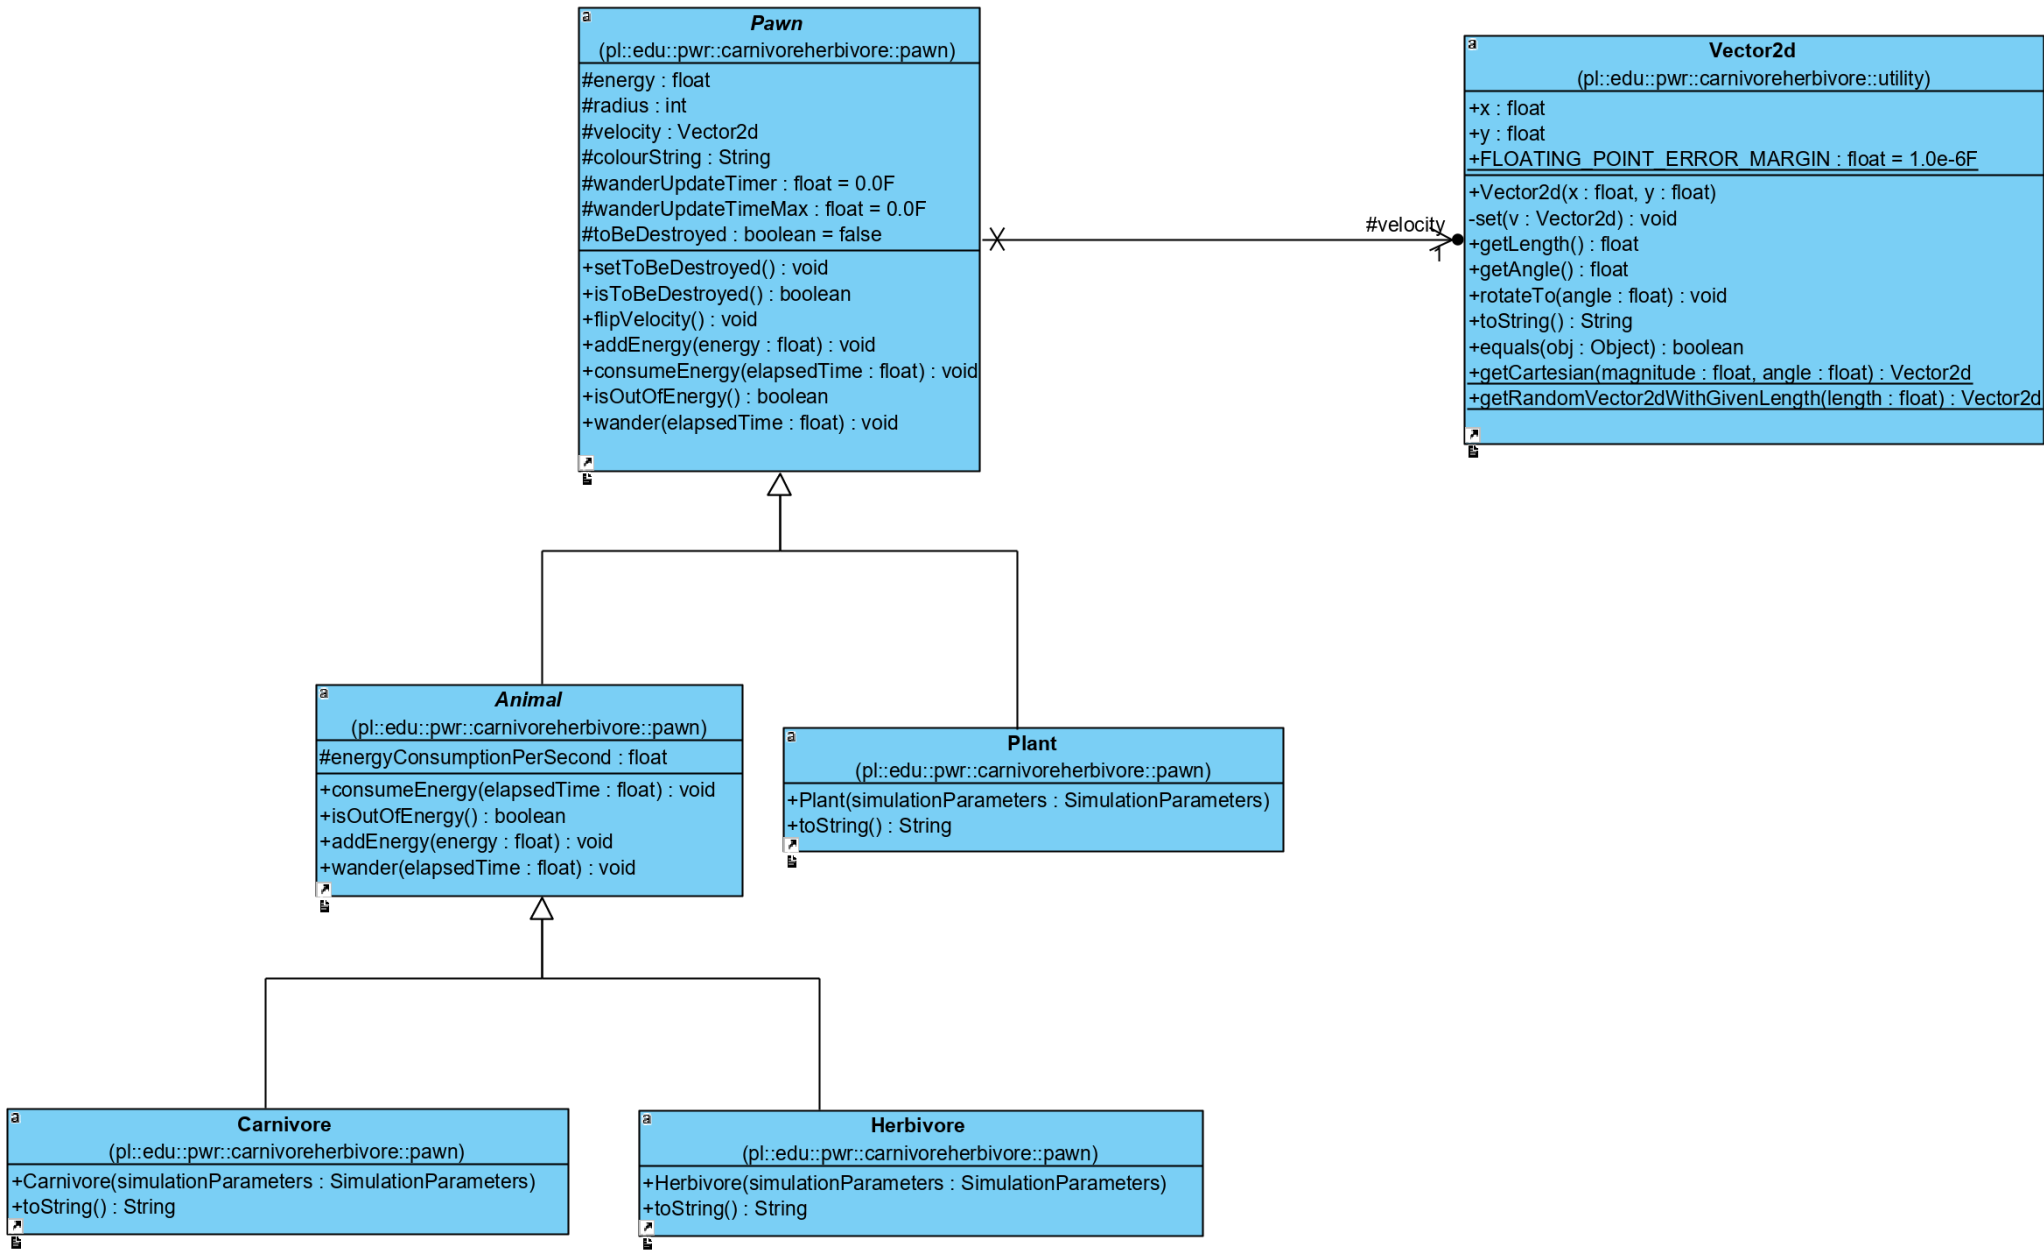 a
Pawn
(pl::edu::pwr::carnivoreherbivore::pawn)
#energy : float
#radius : int
#velocity : Vector2d
#colourString : String
#wanderUpdateTimer : float = 0.0F
#wanderUpdateTimeMax : float = 0.0F
#toBeDestroyed : boolean = false
+setToBeDestroyed() : void
+isToBeDestroyed() : boolean
+flipVelocity() : void
+addEnergy(energy : float) : void
+consumeEnergy(elapsedTime : float) : void
+isOutOfEnergy() : boolean
+wander(elapsedTime : float) : void
#velocity
1
a
Vector2d
(pl::edu::pwr::carnivoreherbivore::utility)
+x : float
+y : float
+FLOATING_POINT_ERROR_MARGIN : float = 1.0e-6F
+Vector2d(x : float, y : float)
-set(v : Vector2d) : void
+getLength() : float
+getAngle() : float
+rotateTo(angle : float) : void
+toString() : String
+equals(obj : Object) : boolean
+getCartesian(magnitude : float, angle : float) : Vector2d
+getRandomVector2dWithGivenLength(length : float) : Vector2d
a
Animal
(pl::edu::pwr::carnivoreherbivore::pawn)
#energyConsumptionPerSecond : float
+consumeEnergy(elapsedTime : float) : void
+isOutOfEnergy() : boolean
+addEnergy(energy : float) : void
+wander(elapsedTime : float) : void
a
Plant
(pl::edu::pwr::carnivoreherbivore::pawn)
+Plant(simulationParameters : SimulationParameters)
+toString() : String
a
Carnivore
(pl::edu::pwr::carnivoreherbivore::pawn)
+Carnivore(simulationParameters : SimulationParameters)
+toString() : String
a
Herbivore
(pl::edu::pwr::carnivoreherbivore::pawn)
+Herbivore(simulationParameters : SimulationParameters)
+toString() : String